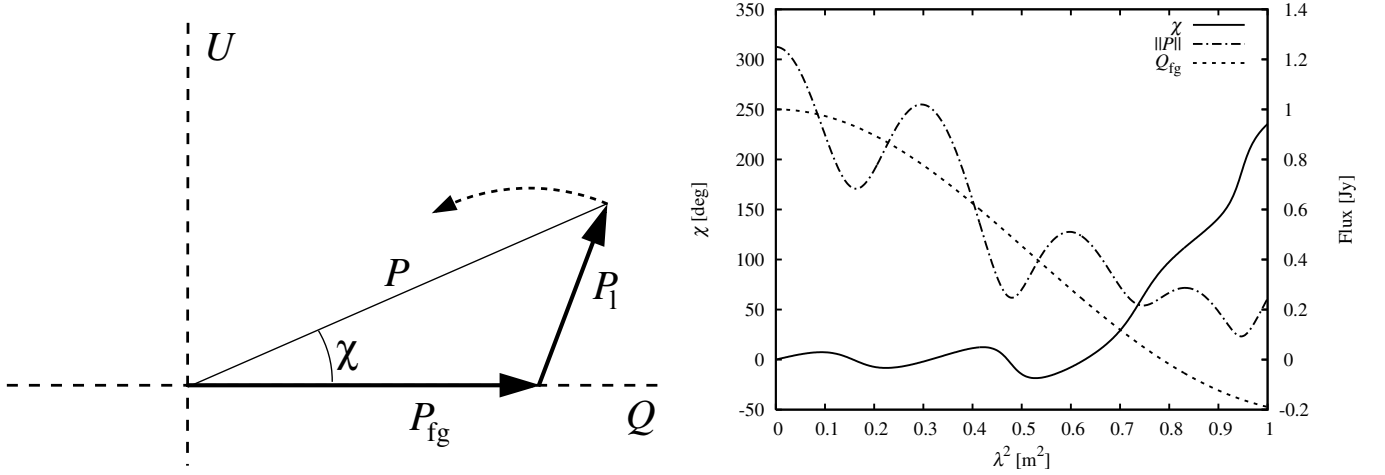 U
P
P₁
χ
P_fg
Q
χ
||P||
Q_fg
χ [deg]
350
300
250
200
150
100
50
0
-50
1.4
1.2
1
0.8
0.6
0.4
0.2
0
-0.2
Flux [Jy]
0 0.1 0.2 0.3 0.4 0.5 0.6 0.7 0.8 0.9 1
λ² [m²]